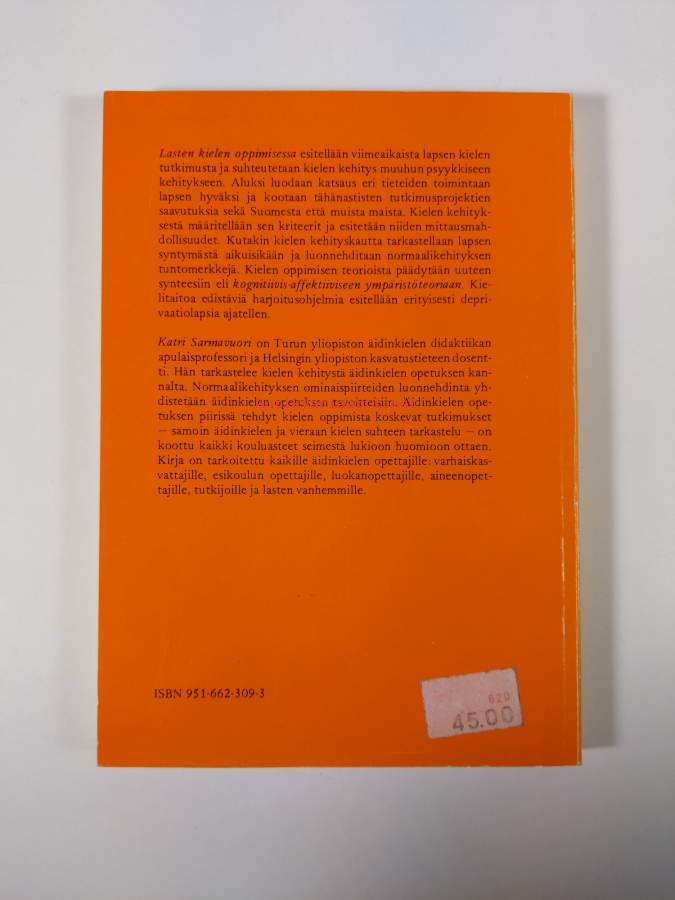 Lasten kielen oppimisessa esitellään viimeaikaista lapsen kielen
tutkimusta ja suhteutetaan kielen kehitys muuhun psyykkiseen
kehitykseen. Aluksi luodaan katsaus eri tieteiden toimintaan
lapsen hyväksi ja kootaan tähänastisten tutkimusprojektien
saavutuksia sekä Suomesta että muista maista. Kielen kehityk-
sestä määritellään sen kriteerit ja esitetään niiden mittausmah-
dollisuudet. Kutakin kielen kehityskautta tarkastellaan lapsen
syntymästä aikuisikään ja luonnehditaan normaalikehityksen
tuntomerkkejä. Kielen oppimisen teorioista päädytään uuteen
synteesiin eli kognitiivis-affektiiviseen ympäristöteoriaan. Kie-
litaitoa edistäviä harjoitusohjelmia esitellään erityisesti depri-
vaatiolapsia ajatellen.
Katri Sarmavuori on Turun yliopiston äidinkielen didaktiikan
apulaisprofessori ja Helsingin yliopiston kasvatustieteen dosent-
ti. Hän tarkastelee kielen kehitystä äidinkielen opetuksen kan-
nalta. Normaalikehityksen ominaispiirteiden luonnehdinta yh-
distetään äidinkielen opetuksen tavoitteisiin. Äidinkielen ope-
tuksen piirissä tehdyt kielen oppimista koskevat tutkimukset
— samoin äidinkielen ja vieraan kielen suhteen tarkastelu — on
koottu kaikki kouluasteet seimestä lukioon huomioon ottaen.
Kirja on tarkoitettu kaikille äidinkielen opettajille: varhaiskas-
vattajille, esikoulun opettajille, luokanopettajille, aineenopet-
tajille, tutkijoille ja lasten vanhemmille.
ISBN 951-662-309-3
620
45.00